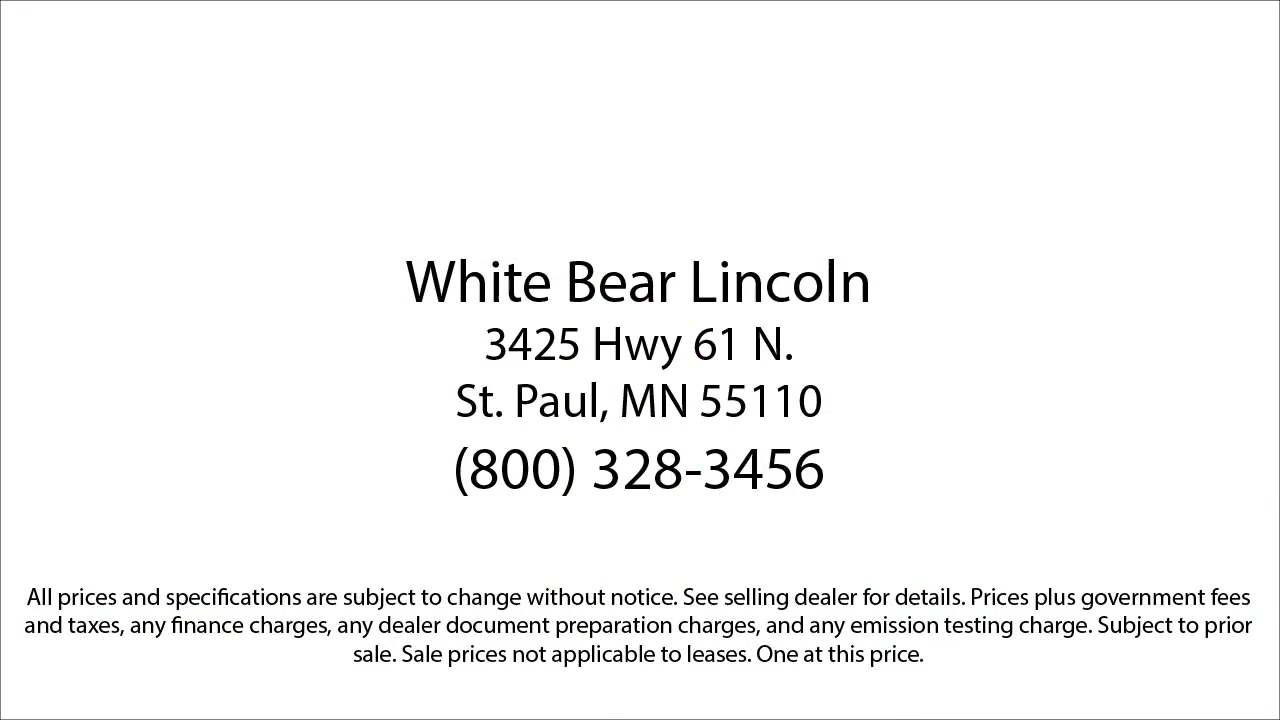 White Bear Lincoln
3425 Hwy 61 N.
St. Paul, MN 55110
(800) 328-3456
All prices and specifications are subject to change without notice. See selling dealer for details. Prices plus government fees
and taxes, any finance charges, any dealer document preparation charges, and any emission testing charge. Subject to prior
sale. Sale prices not applicable to leases. One at this price.